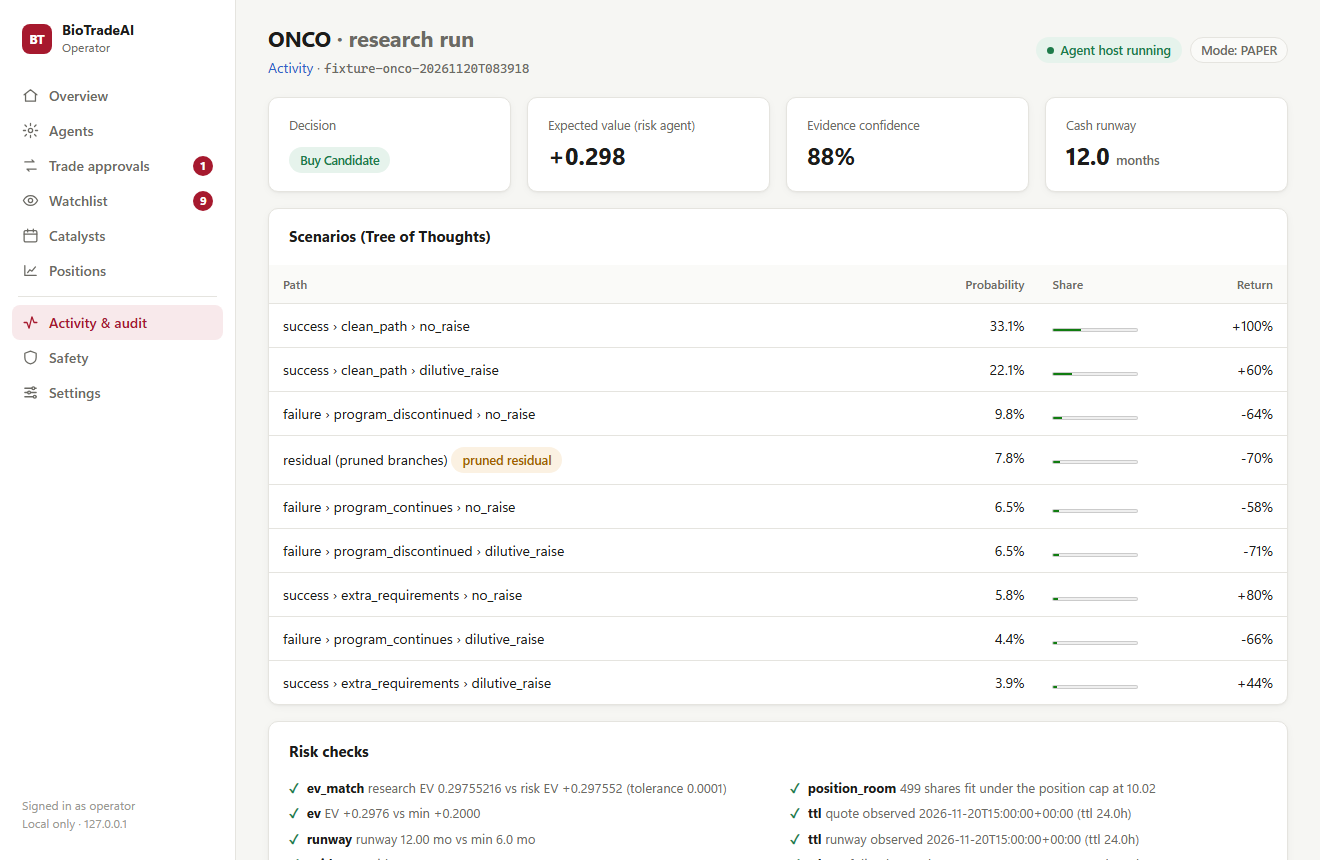 BT
BioTradeAI
Operator
Overview
Agents
Trade approvals 1
Watchlist 9
Catalysts
Positions
Activity & audit
Safety
Settings
Signed in as operator
Local only · 127.0.0.1
ONCO · research run
Activity · fixture-onco-20261120T083918
Agent host running
Mode: PAPER
Decision
Buy Candidate
Expected value (risk agent)
+0.298
Evidence confidence
88%
Cash runway
12.0 months
Scenarios (Tree of Thoughts)
Path Probability Share Return
success › clean_path › no_raise 33.1% +100%
success › clean_path › dilutive_raise 22.1% +60%
failure › program_discontinued › no_raise 9.8% -64%
residual (pruned branches) pruned residual 7.8% -70%
failure › program_continues › no_raise 6.5% -58%
failure › program_discontinued › dilutive_raise 6.5% -71%
success › extra_requirements › no_raise 5.8% +80%
failure › program_continues › dilutive_raise 4.4% -66%
success › extra_requirements › dilutive_raise 3.9% +44%
Risk checks
✓ ev_match research EV 0.29755216 vs risk EV +0.297552 (tolerance 0.0001)
✓ ev EV +0.2976 vs min +0.2000
✓ runway runway 12.00 mo vs min 6.0 mo
✓ position_room 499 shares fit under the position cap at 10.02
✓ ttl quote observed 2026-11-20T15:00:00+00:00 (ttl 24.0h)
✓ ttl runway observed 2026-11-20T15:00:00+00:00 (ttl 24.0h)